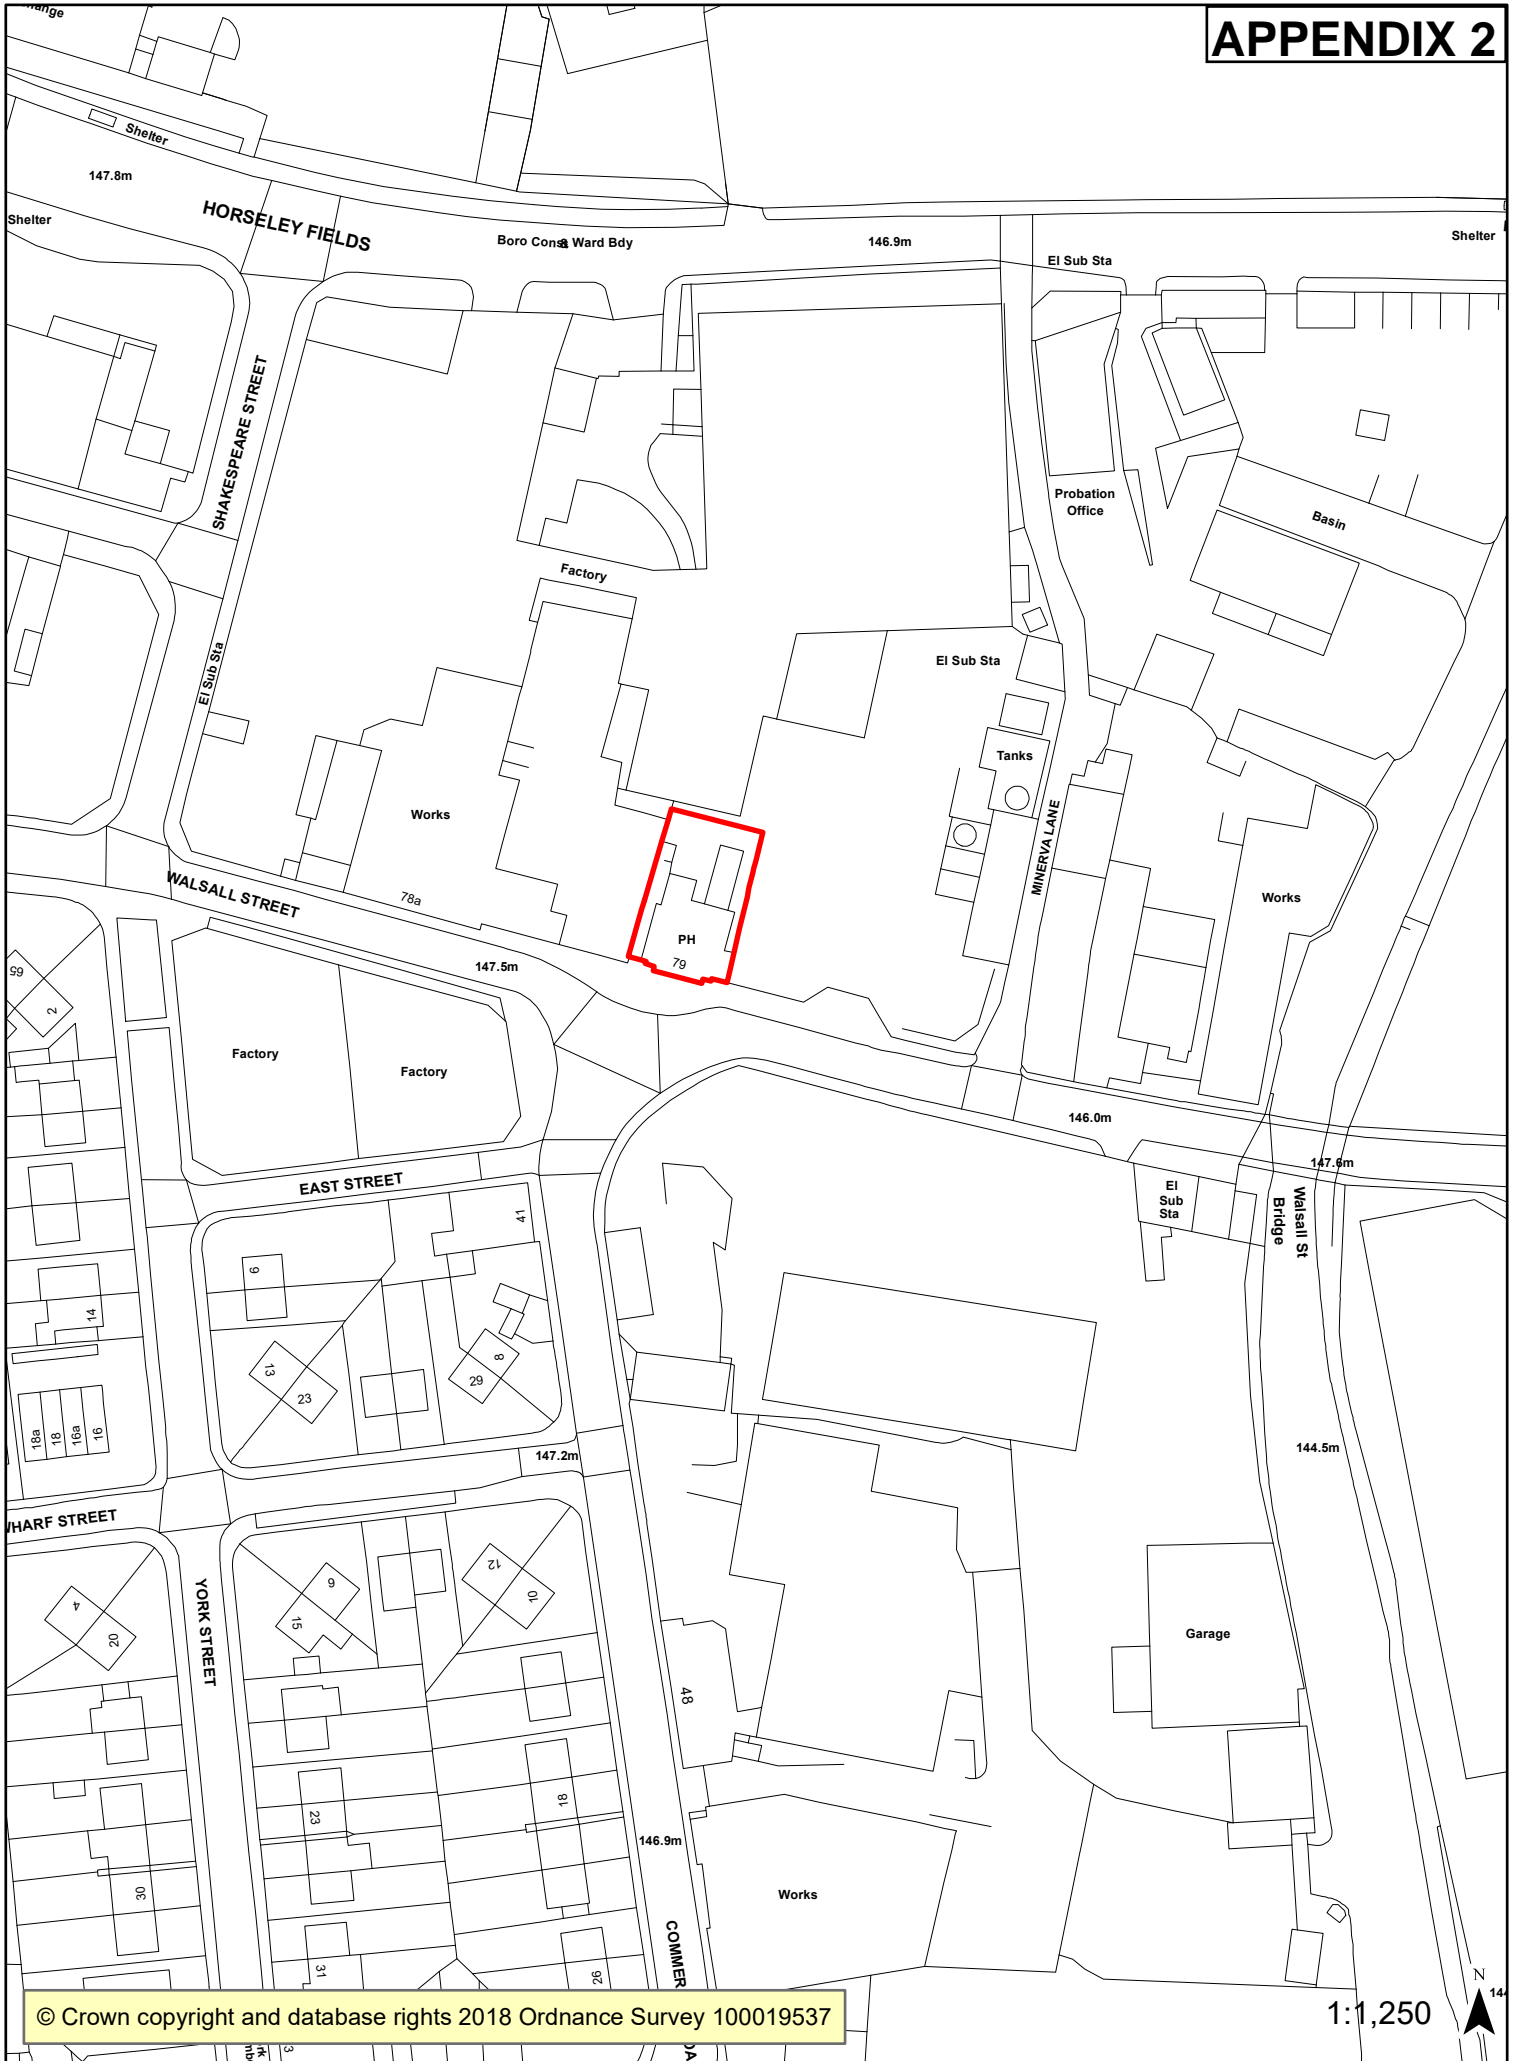 APPENDIX 2
Shelter
147.8m
Shelter
HORSELEY FIELDS
Boro Const & Ward Bdy
146.9m
Shelter
El Sub Sta
SHAKESPEARE STREET
Probation
Office
Basin
Factory
El Sub Sta
El Sub Sta
Tanks
Works
MINERVA LANE
WALSALL STREET
78a
Works
PH
79
147.5m
65
2
Factory
Factory
146.0m
147.6m
EAST STREET
El
Sub
Sta
Walsall St
Bridge
41
9
14
13
23
8
29
18a
18
16a
16
147.2m
144.5m
WHARF STREET
YORK STREET
4
20
9
15
12
10
Garage
48
23
18
30
146.9m
Works
31
26
COMMER
© Crown copyright and database rights 2018 Ordnance Survey 100019537
1:1,250
N